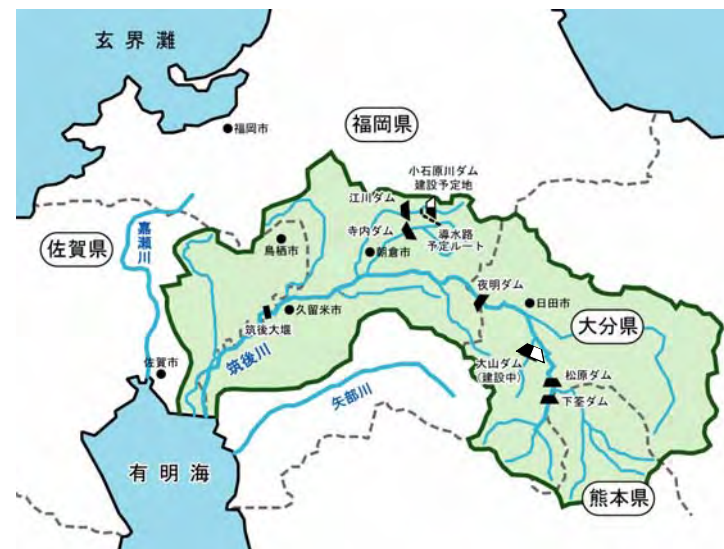 玄界灘
福岡市
福岡県
小石原川ダム
建設予定地
江川ダム
寺内ダム
導水路
予定ルート
嘉瀬川
佐賀県
鳥栖市
朝倉市
夜明ダム
日田市
久留米市
筑後大堰
大分県
筑後川
佐賀市
大山ダム
(建設中)
松原ダム
下筌ダム
矢部川
有明海
熊本県